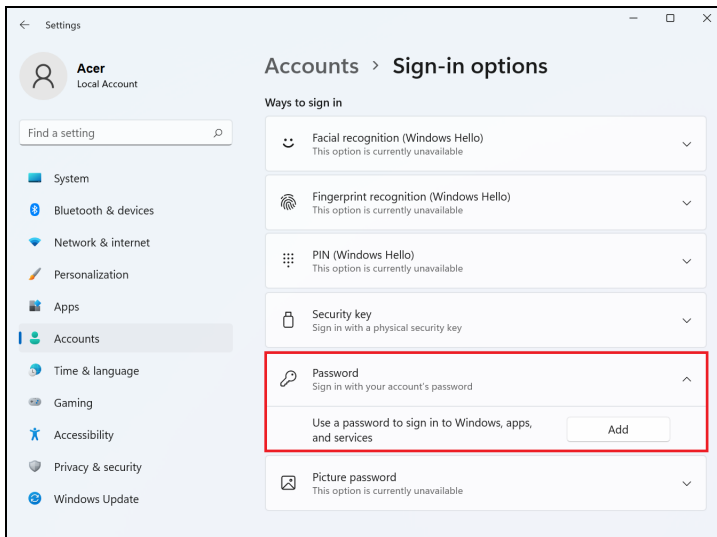 Settings
Acer
Local Account
Find a setting
System
Bluetooth & devices
Network & internet
Personalization
Apps
Accounts
Time & language
Gaming
Accessibility
Privacy & security
Windows Update
Accounts > Sign-in options
Ways to sign in
Facial recognition (Windows Hello)
This option is currently unavailable
Fingerprint recognition (Windows Hello)
This option is currently unavailable
PIN (Windows Hello)
This option is currently unavailable
Security key
Sign in with a physical security key
Password
Sign in with your account's password
Use a password to sign in to Windows, apps,
and services
Add
Picture password
This option is currently unavailable